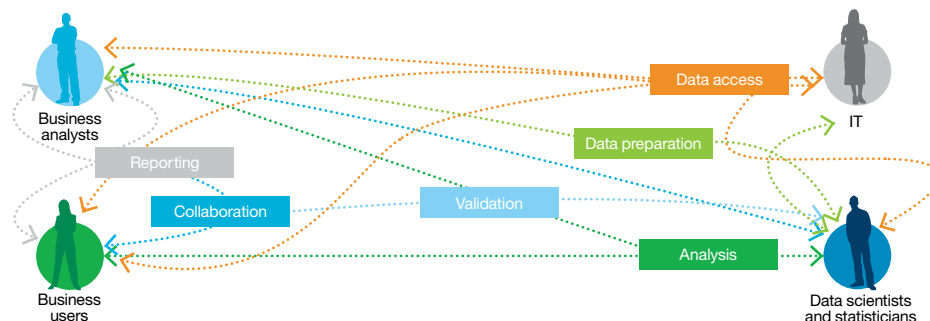 Data access
Business
analysts
IT
Data preparation
Reporting
Collaboration
Validation
Analysis
Business
users
Data scientists
and statisticians